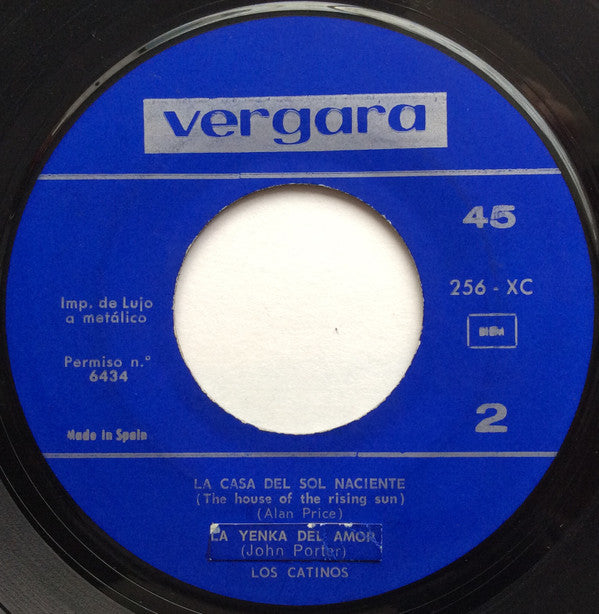 vergara
45
256 - XC
Imp. de Lujo
a metálico
Permiso n.º
6434
2
Made in Spain
LA CASA DEL SOL NACIENTE
(The house of the rising sun)
(Alan Price)
LA YENKA DEL AMOR
(John Porter)
LOS CATINOS